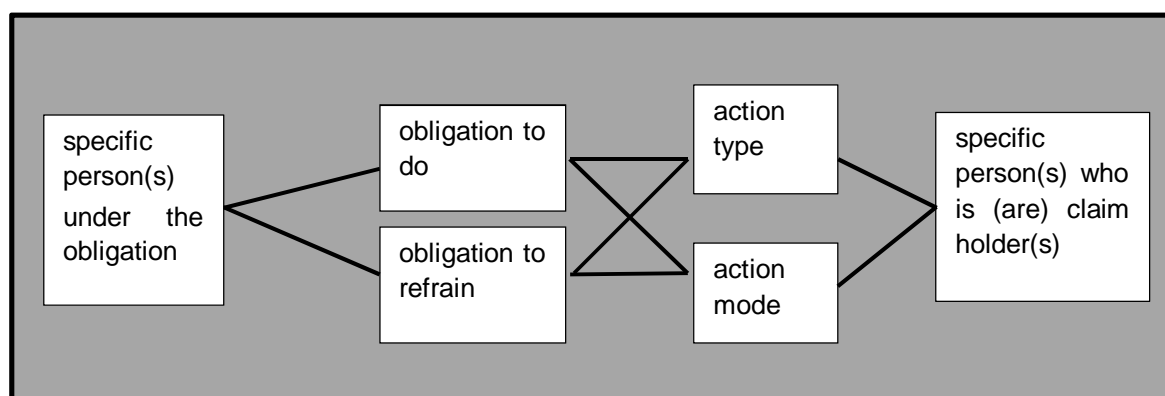 specific
person(s)
under the
obligation
obligation to
do
obligation to
refrain
action
type
action
mode
specific
person(s) who
is (are) claim
holder(s)